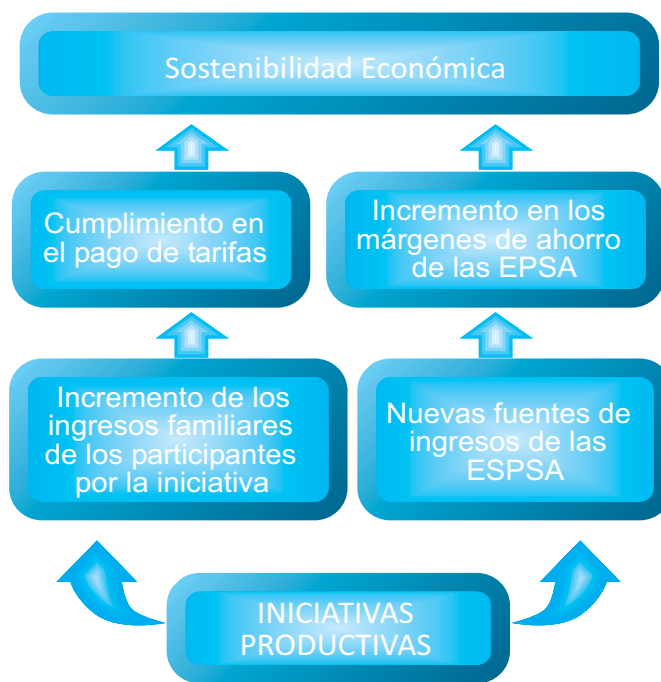 Sostenibilidad Económica
Cumplimiento en
el pago de tarifas
Incremento en los
márgenes de ahorro
de las EPSA
Incremento de los
ingresos familiares
de los participantes
por la iniciativa
Nuevas fuentes de
ingresos de las
ESPSA
INICIATIVAS
PRODUCTIVAS